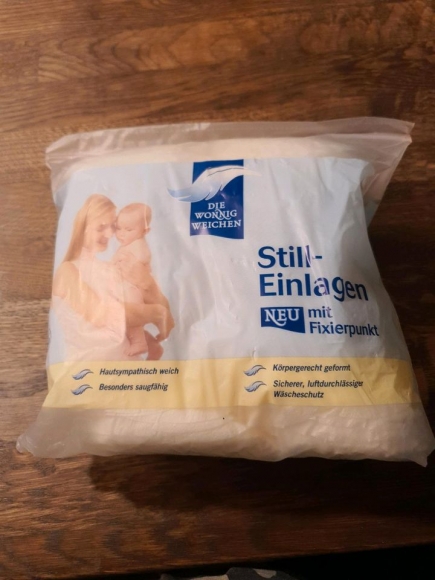 DIE
WONNIG
WEICHEN
Still-
Einlagen
NEU mit
Fixierpunkt
Hautsympathisch weich
Besonders saugfähig
Körpergerecht geformt
Sicherer, luftdurchlässiger
Wäscheschutz